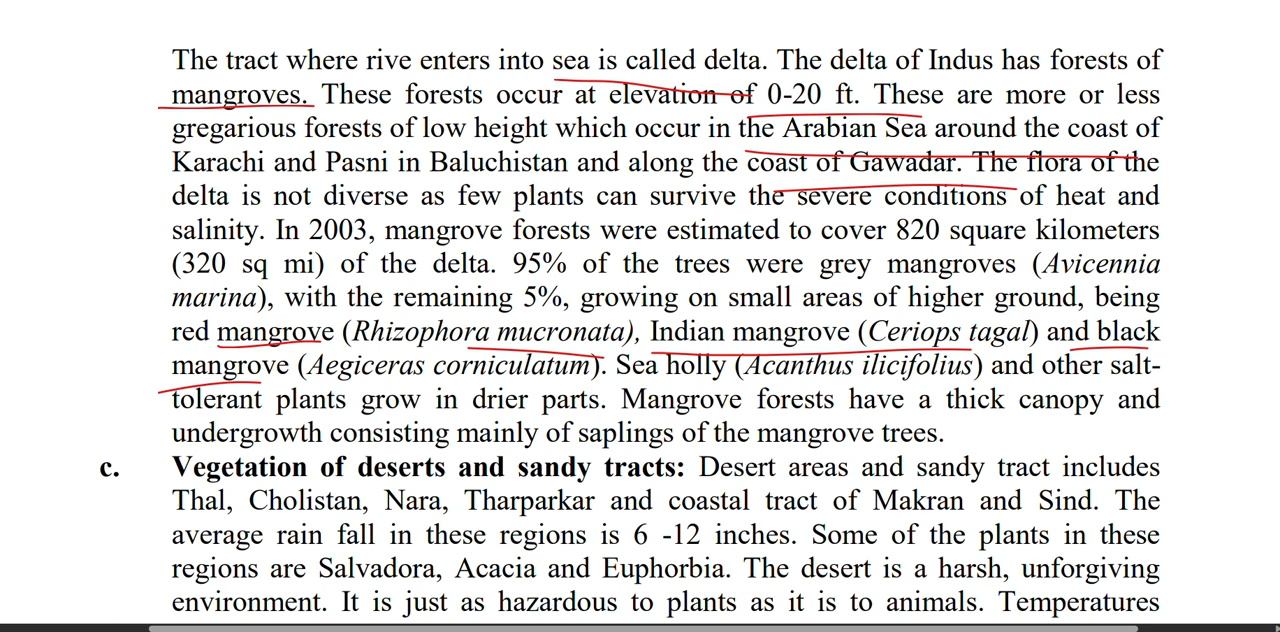 The tract where rive enters into sea is called delta. The delta of Indus has forests of
mangroves. These forests occur at elevation of 0-20 ft. These are more or less
gregarious forests of low height which occur in the Arabian Sea around the coast of
Karachi and Pasni in Baluchistan and along the coast of Gawadar. The flora of the
delta is not diverse as few plants can survive the severe conditions of heat and
salinity. In 2003, mangrove forests were estimated to cover 820 square kilometers
(320 sq mi) of the delta. 95% of the trees were grey mangroves (Avicennia
marina), with the remaining 5%, growing on small areas of higher ground, being
red mangrove (Rhizophora mucronata), Indian mangrove (Ceriops tagal) and black
mangrove (Aegiceras corniculatum). Sea holly (Acanthus ilicifolius) and other salt-
tolerant plants grow in drier parts. Mangrove forests have a thick canopy and
undergrowth consisting mainly of saplings of the mangrove trees.
c. Vegetation of deserts and sandy tracts: Desert areas and sandy tract includes
Thal, Cholistan, Nara, Tharparkar and coastal tract of Makran and Sind. The
average rain fall in these regions is 6 -12 inches. Some of the plants in these
regions are Salvadora, Acacia and Euphorbia. The desert is a harsh, unforgiving
environment. It is just as hazardous to plants as it is to animals. Temperatures